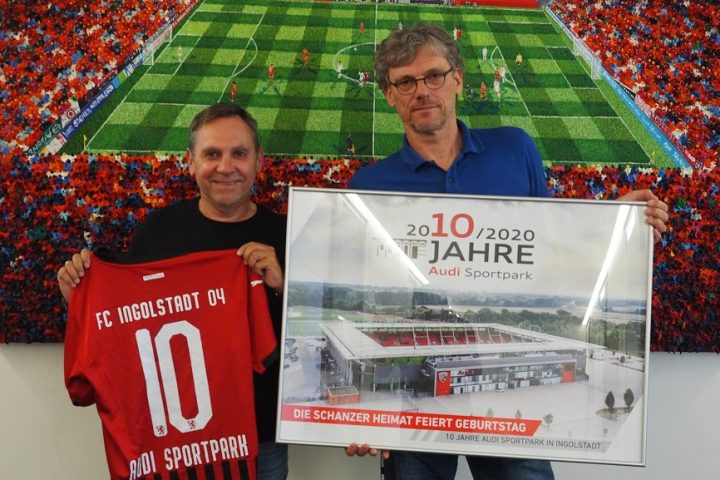 2010/2020
JAHRE
Audi Sportpark
DIE SCHANZER HEIMAT FEIERT GEBURTSTAG
10 JAHRE AUDI SPORTPARK IN INGOLSTADT
FC INGOLSTADT 04
10
AUDI SPORTPARK